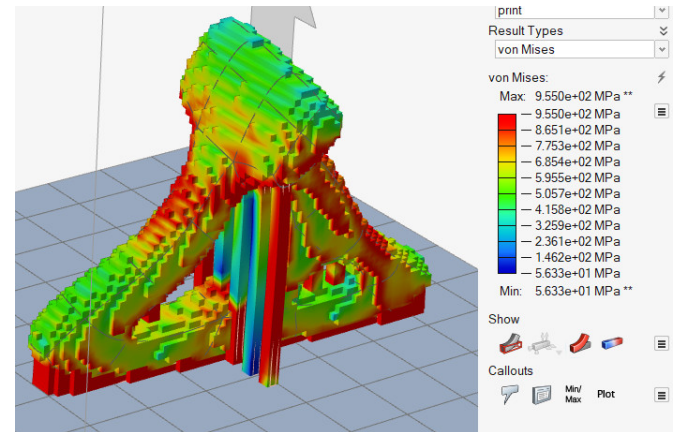 print
Result Types
von Mises
von Mises:
Max: 9.550e+02 MPa **
9.550e+02 MPa
8.651e+02 MPa
7.753e+02 MPa
6.854e+02 MPa
5.955e+02 MPa
5.057e+02 MPa
4.158e+02 MPa
3.259e+02 MPa
2.361e+02 MPa
1.462e+02 MPa
5.633e+01 MPa
Min: 5.633e+01 MPa **
Show
Callouts
Min/
Max
Plot